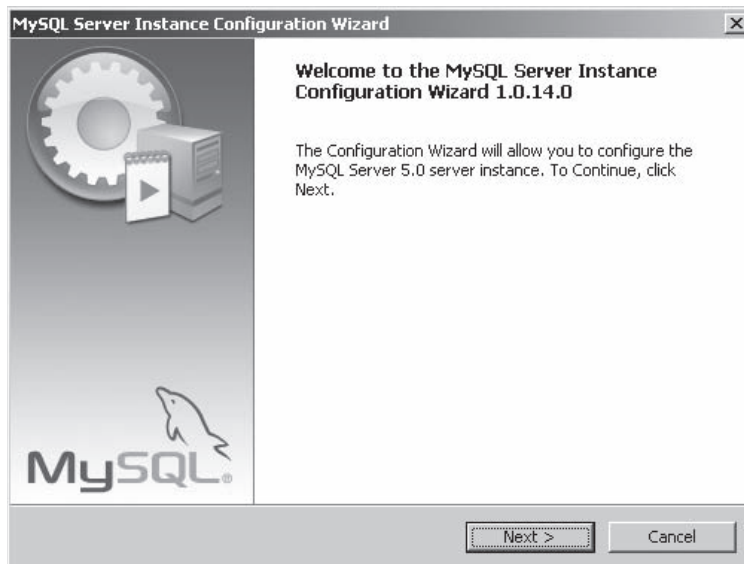 MySQL Server Instance Configuration Wizard
Welcome to the MySQL Server Instance
Configuration Wizard 1.0.14.0
The Configuration Wizard will allow you to configure the
MySQL Server 5.0 server instance. To Continue, click
Next.
MySQL®
Next >
Cancel